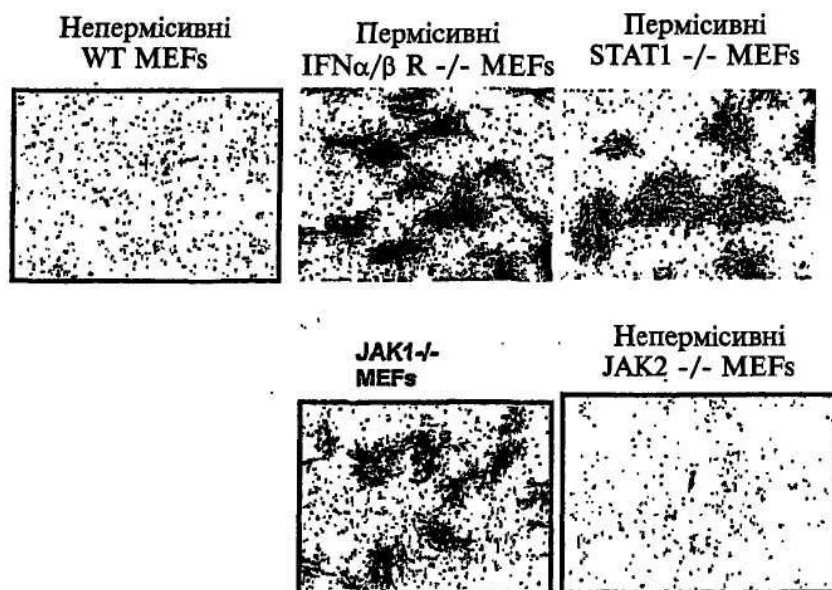 Непермісивні
WT MEFs
Пермісивні
IFNα/β R -/- MEFs
Пермісивні
STAT1 -/- MEFs
JAK1-/-
MEFs
Непермісивні
JAK2 -/- MEFs